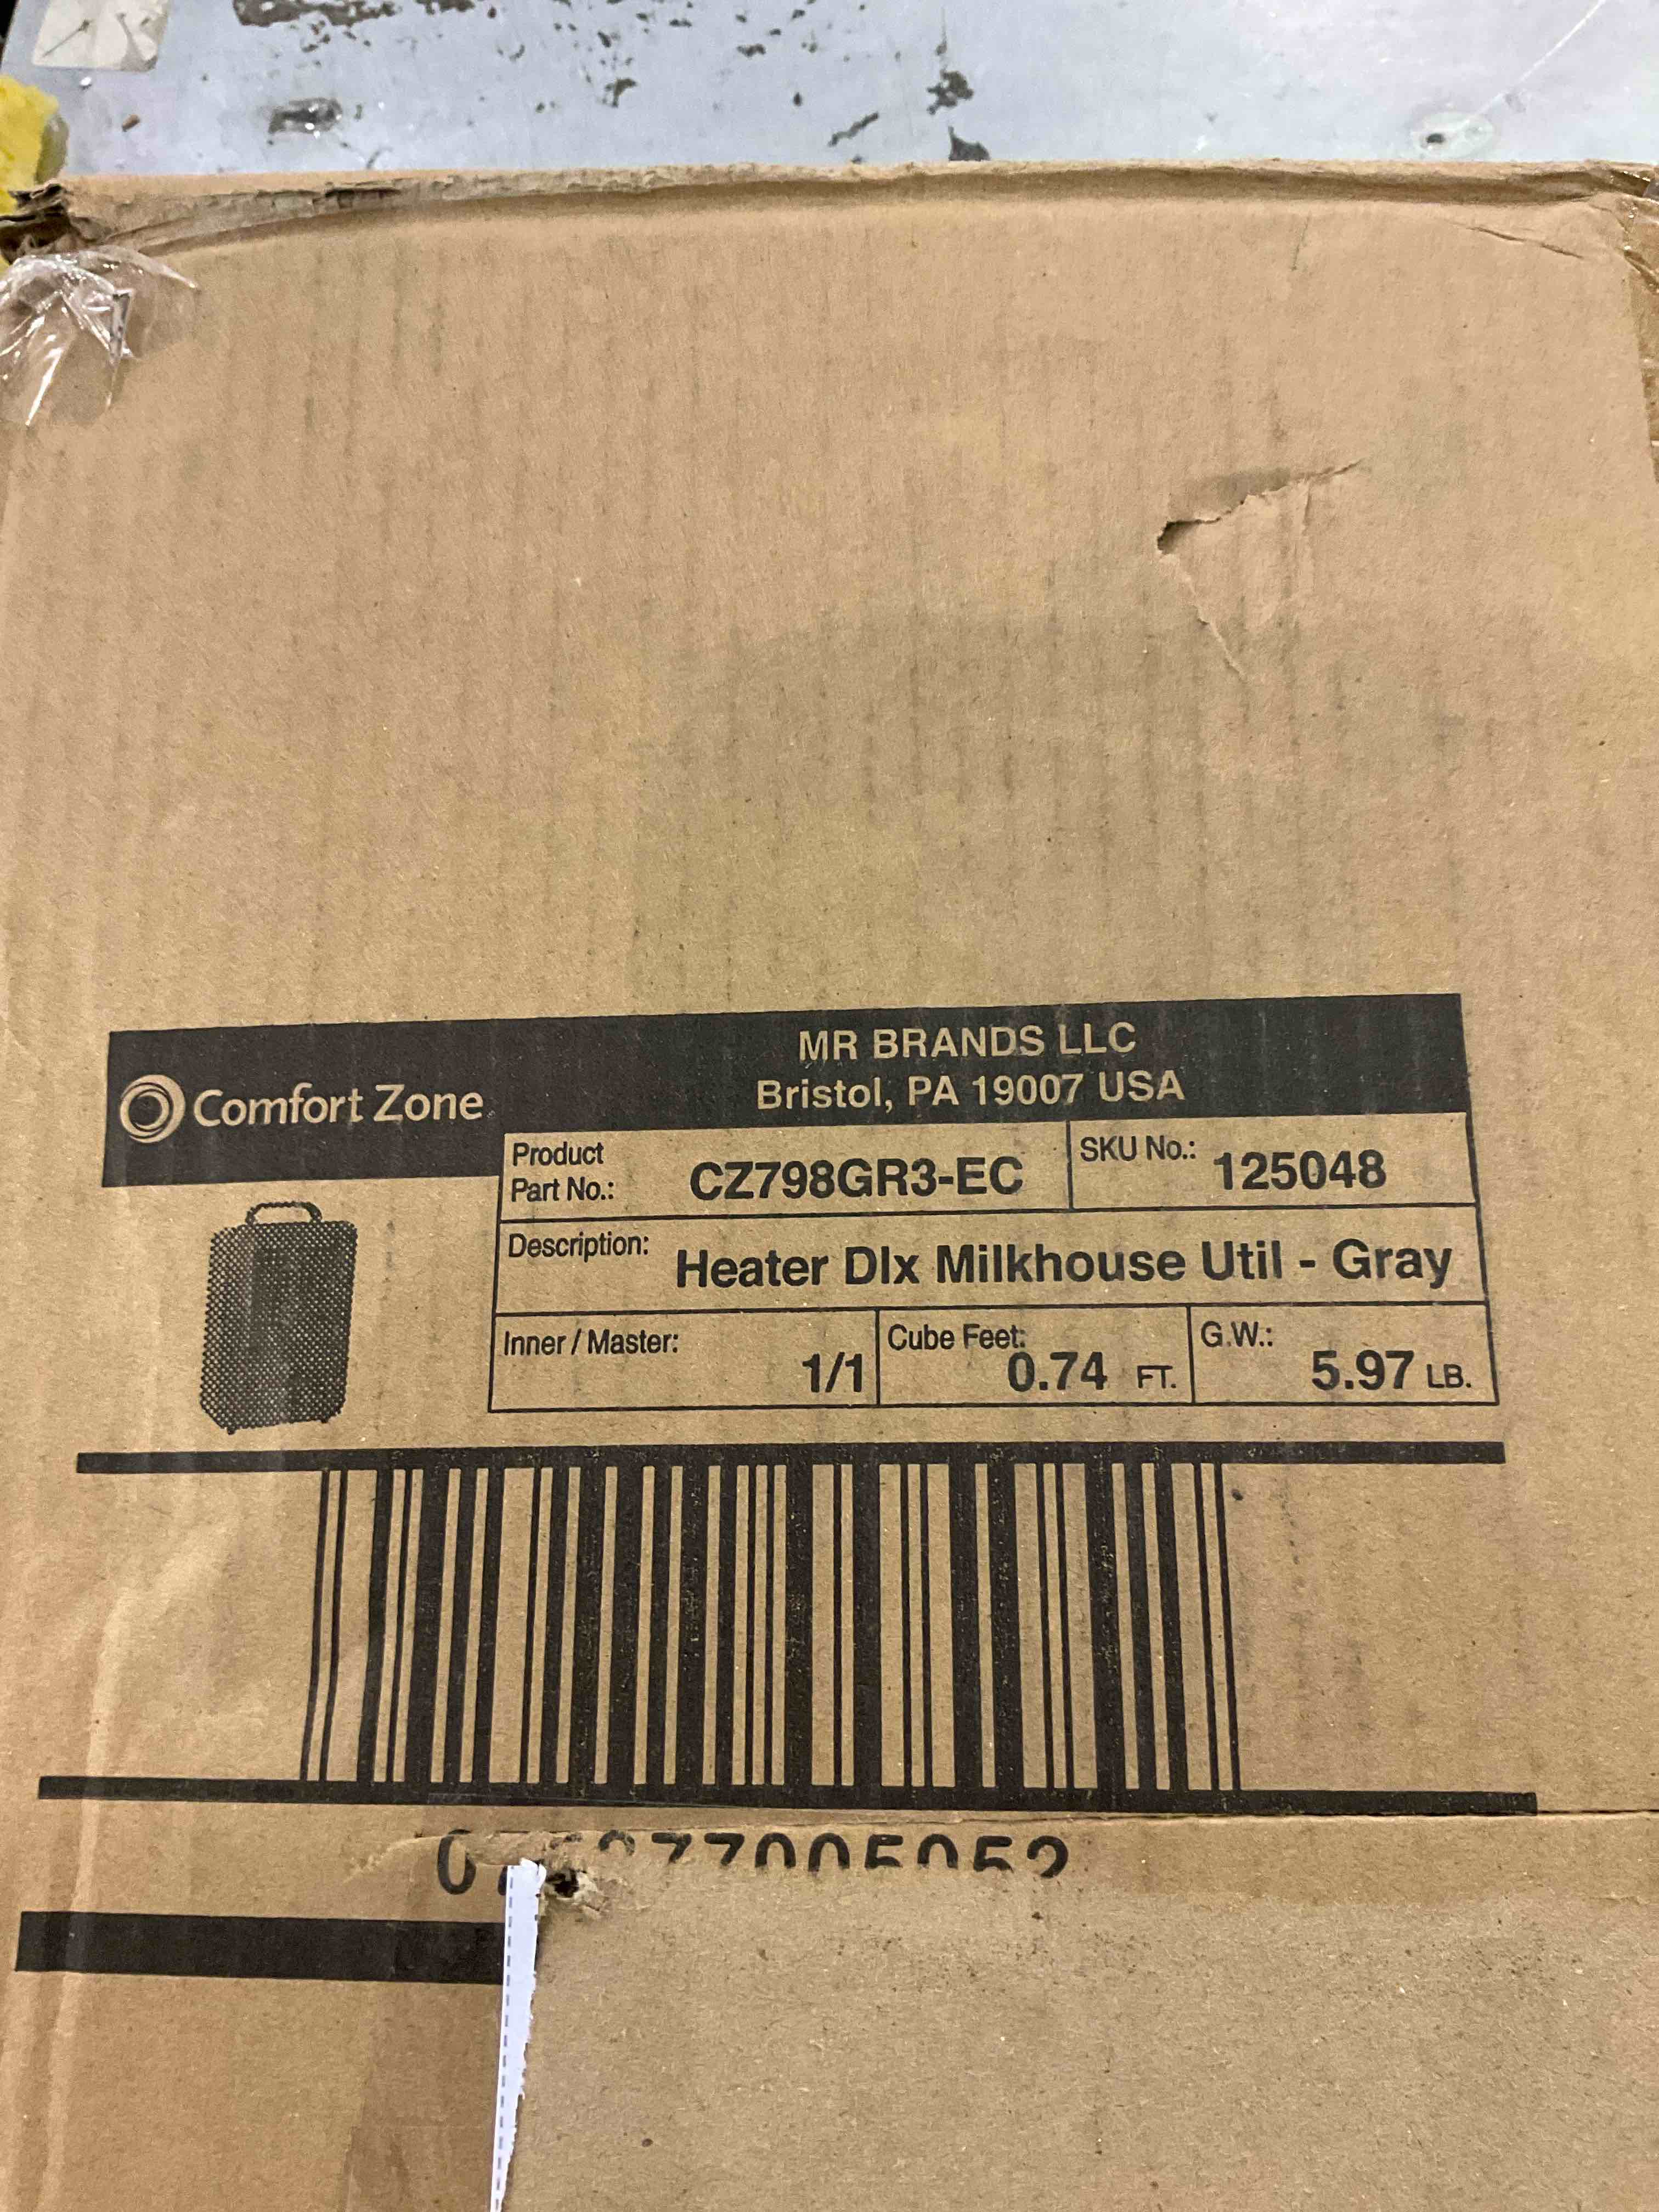 MR BRANDS LLC
Bristol, PA 19007 USA
Comfort Zone
Product
Part No.: CZ798GR3-EC
SKU No.: 125048
Description: Heater Dlx Milkhouse Util - Gray
Inner / Master: 1/1
Cube Feet: 0.74 FT.
G.W.: 5.97 LB.